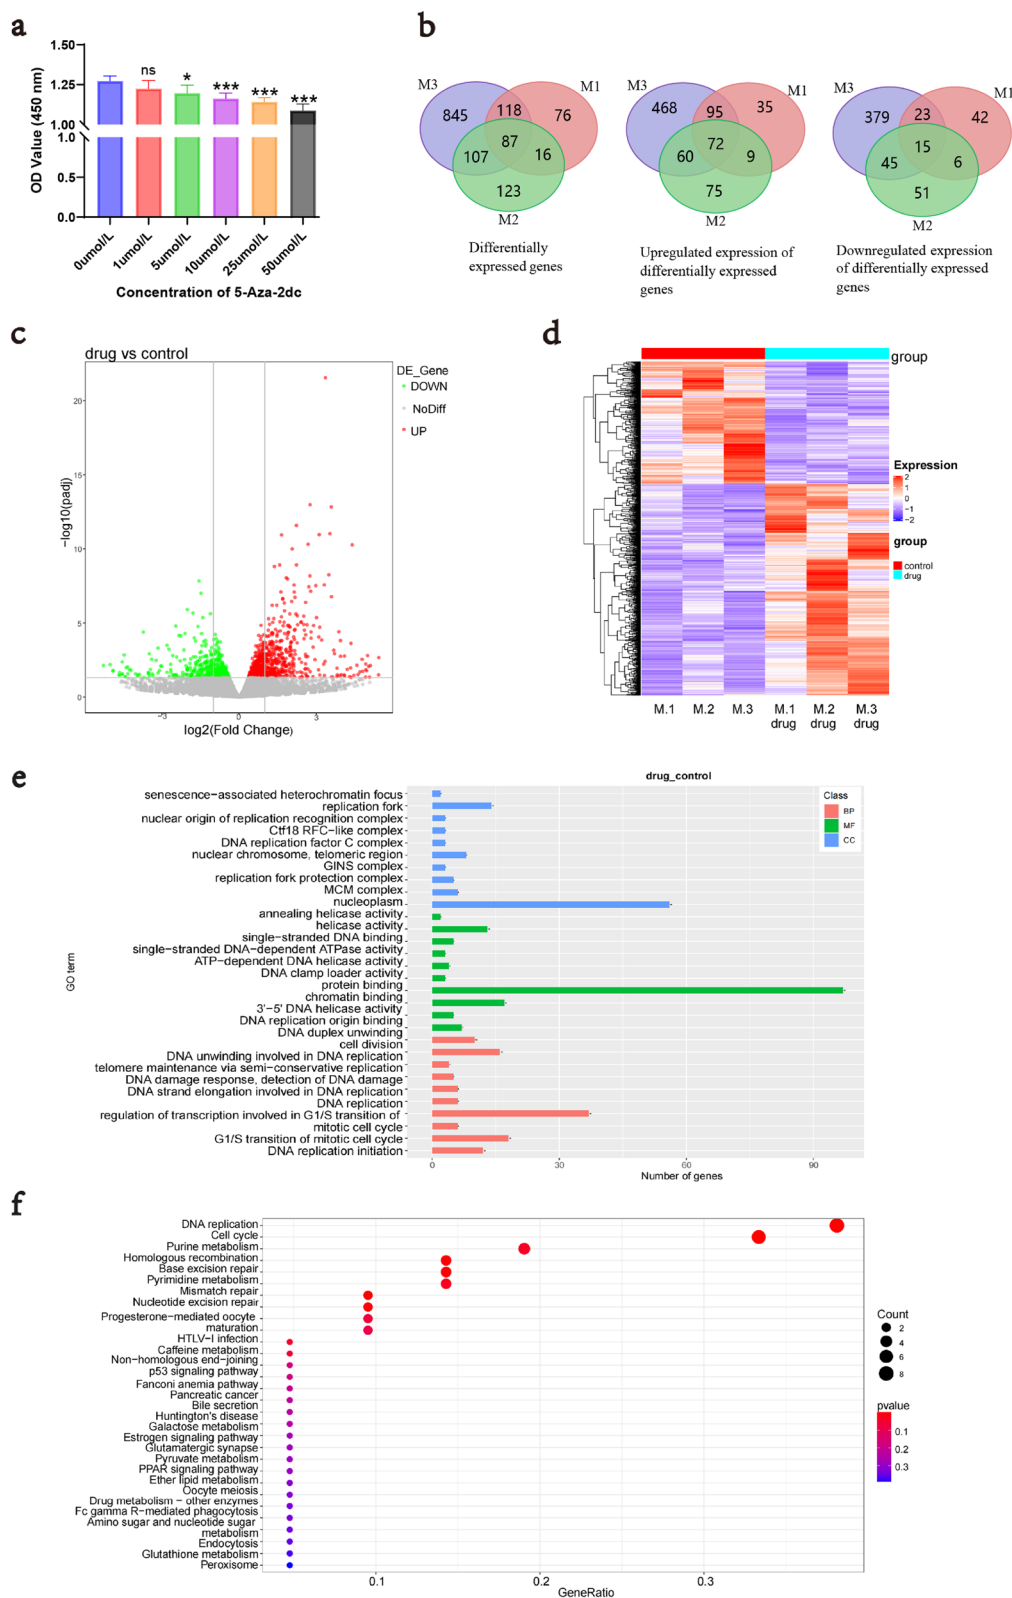 a
1.50
1.25
1.00
1.0
0.5
0.0
OD Value (450 nm)
ns
*
***
***
***
0umol/L
1umol/L
5umol/L
10umol/L
25umol/L
50umol/L
Concentration of 5-Aza-2dc
b
M3
M1
845
118
76
87
107
16
123
M2
Differentially
expressed genes
M3
M1
468
95
35
72
60
9
75
M2
Upregulated expression of
differentially expressed
genes
M3
M1
379
23
42
15
45
6
51
M2
Downregulated expression
of differentially expressed
genes
c
drug vs control
20
15
10
5
0
−log10(padj)
−3
0
3
log2(Fold Change)
DE_Gene
DOWN
NoDiff
UP
d
group
Expression
2
1
0
−1
−2
group
control
drug
M.1
M.2
M.3
M.1
drug
M.2
drug
M.3
drug
e
drug_control
Class
BP
MF
CC
GO term
senescence−associated heterochromatin focus
replication fork
nuclear origin of replication recognition complex
Ctf18 RFC−like complex
DNA replication factor C complex
nuclear chromosome, telomeric region
GINS complex
replication fork protection complex
MCM complex
nucleoplasm
annealing helicase activity
helicase activity
single−stranded DNA binding
single−stranded DNA−dependent ATPase activity
ATP−dependent DNA helicase activity
DNA clamp loader activity
protein binding
chromatin binding
3'−5' DNA helicase activity
DNA replication origin binding
DNA duplex unwinding
cell division
DNA unwinding involved in DNA replication
telomere maintenance via semi−conservative replication
DNA damage response, detection of DNA damage
DNA strand elongation involved in DNA replication
DNA replication
regulation of transcription involved in G1/S transition of
mitotic cell cycle
G1/S transition of mitotic cell cycle
DNA replication initiation
0
30
60
90
Number of genes
f
DNA replication
Cell cycle
Purine metabolism
Homologous recombination
Base excision repair
Pyrimidine metabolism
Mismatch repair
Nucleotide excision repair
Progesterone−mediated oocyte
maturation
HTLV−I infection
Caffeine metabolism
Non−homologous end−joining
p53 signaling pathway
Fanconi anemia pathway
Pancreatic cancer
Bile secretion
Huntington's disease
Galactose metabolism
Estrogen signaling pathway
Glutamatergic synapse
Pyruvate metabolism
PPAR signaling pathway
Ether lipid metabolism
Oocyte meiosis
Drug metabolism − other enzymes
Fc gamma R−mediated phagocytosis
Amino sugar and nucleotide sugar
metabolism
Endocytosis
Glutathione metabolism
Peroxisome
0.1
0.2
0.3
GeneRatio
Count
2
4
6
8
pvalue
0.1
0.2
0.3